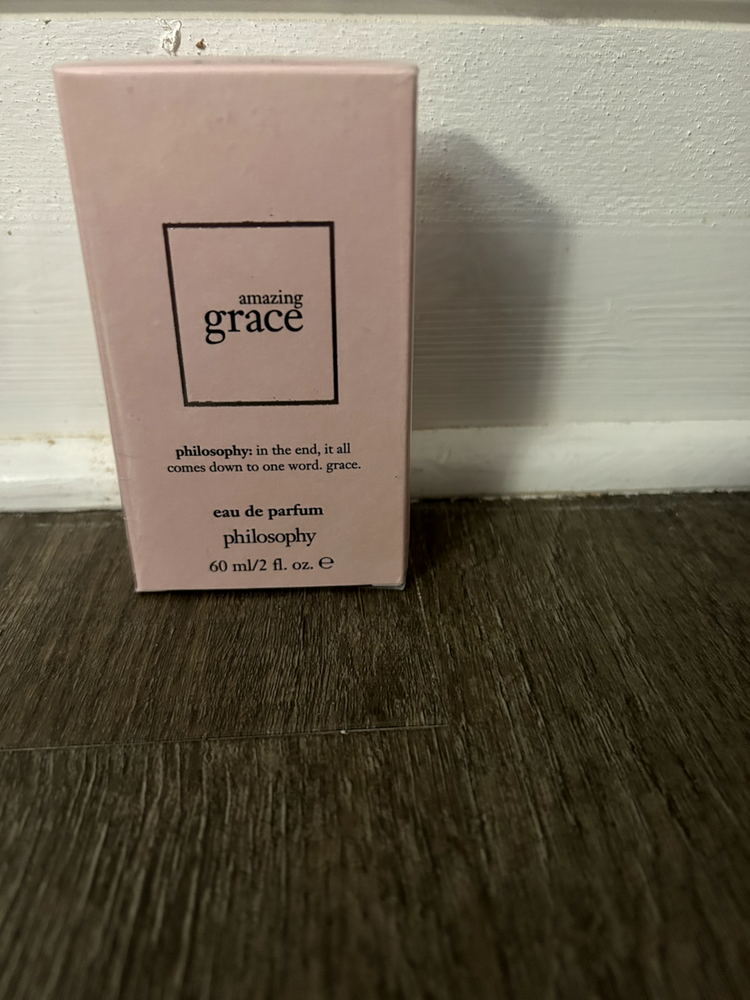 amazing
grace
philosophy: in the end, it all
comes down to one word. grace.
eau de parfum
philosophy
60 ml/2 fl. oz. ℮